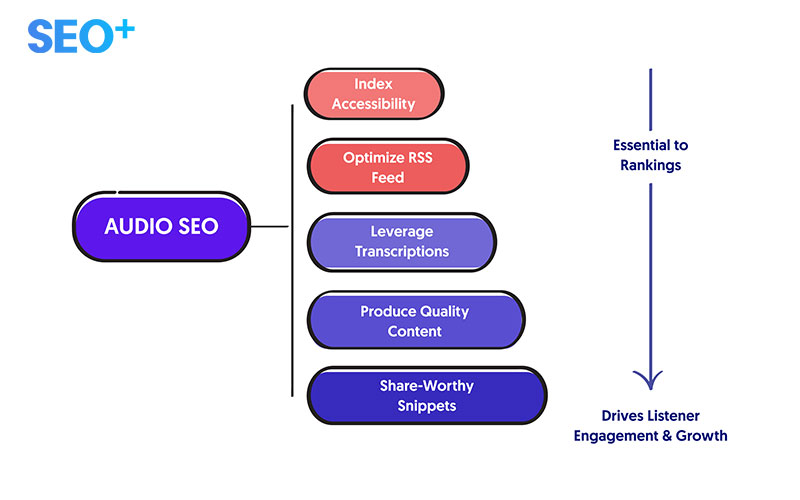 SEO+
Index
Accessibility
Optimize RSS
Feed
AUDIO SEO
Leverage
Transcriptions
Produce Quality
Content
Share-Worthy
Snippets
Essential to
Rankings
Drives Listener
Engagement & Growth